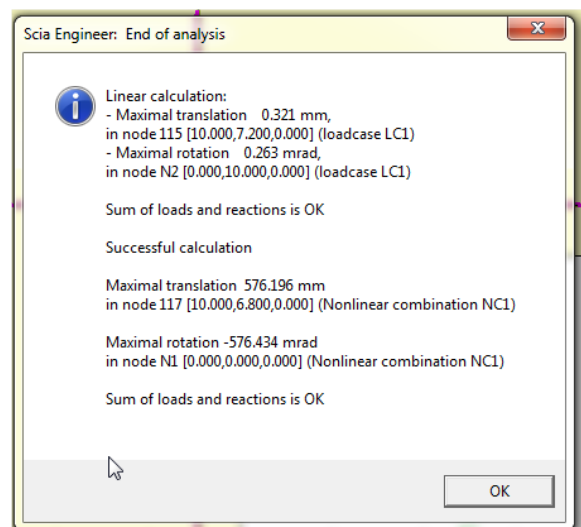 Scia Engineer: End of analysis
Linear calculation:
- Maximal translation   0.321 mm,
in node 115 [10.000,7.200,0.000] (loadcase LC1)
- Maximal rotation   0.263 mrad,
in node N2 [0.000,10.000,0.000] (loadcase LC1)
Sum of loads and reactions is OK
Successful calculation
Maximal translation  576.196 mm
in node 117 [10.000,6.800,0.000] (Nonlinear combination NC1)
Maximal rotation -576.434 mrad
in node N1 [0.000,0.000,0.000] (Nonlinear combination NC1)
Sum of loads and reactions is OK
OK